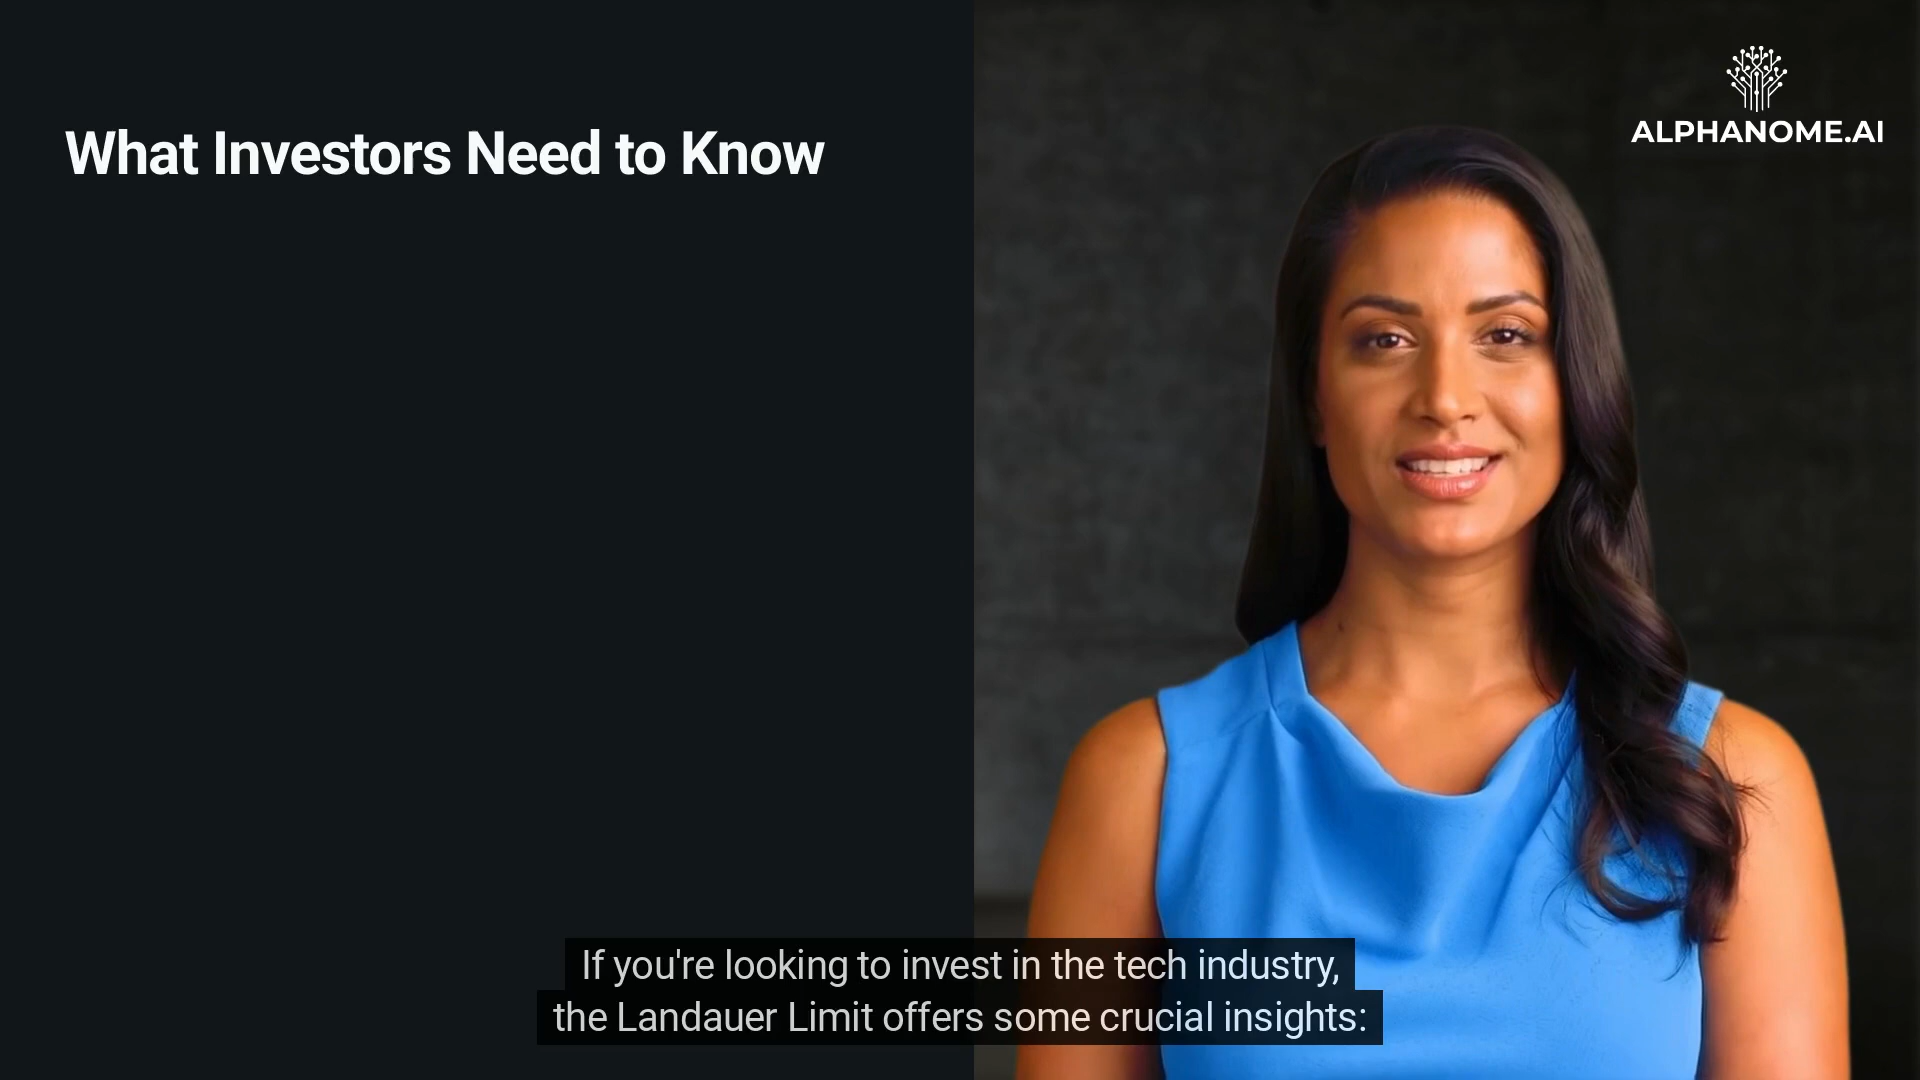 ALPHANOME.AI
What Investors Need to Know
If you're looking to invest in the tech industry,
the Landauer Limit offers some crucial insights: